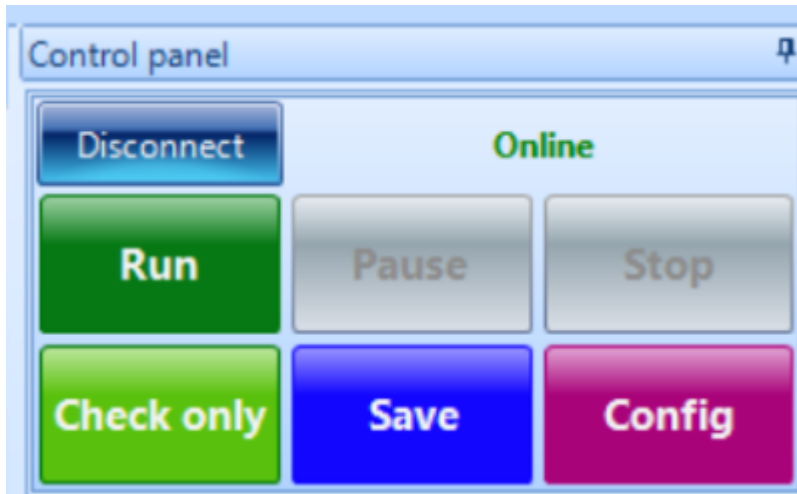 Control panel
Disconnect Online
Run Pause Stop
Check only Save Config